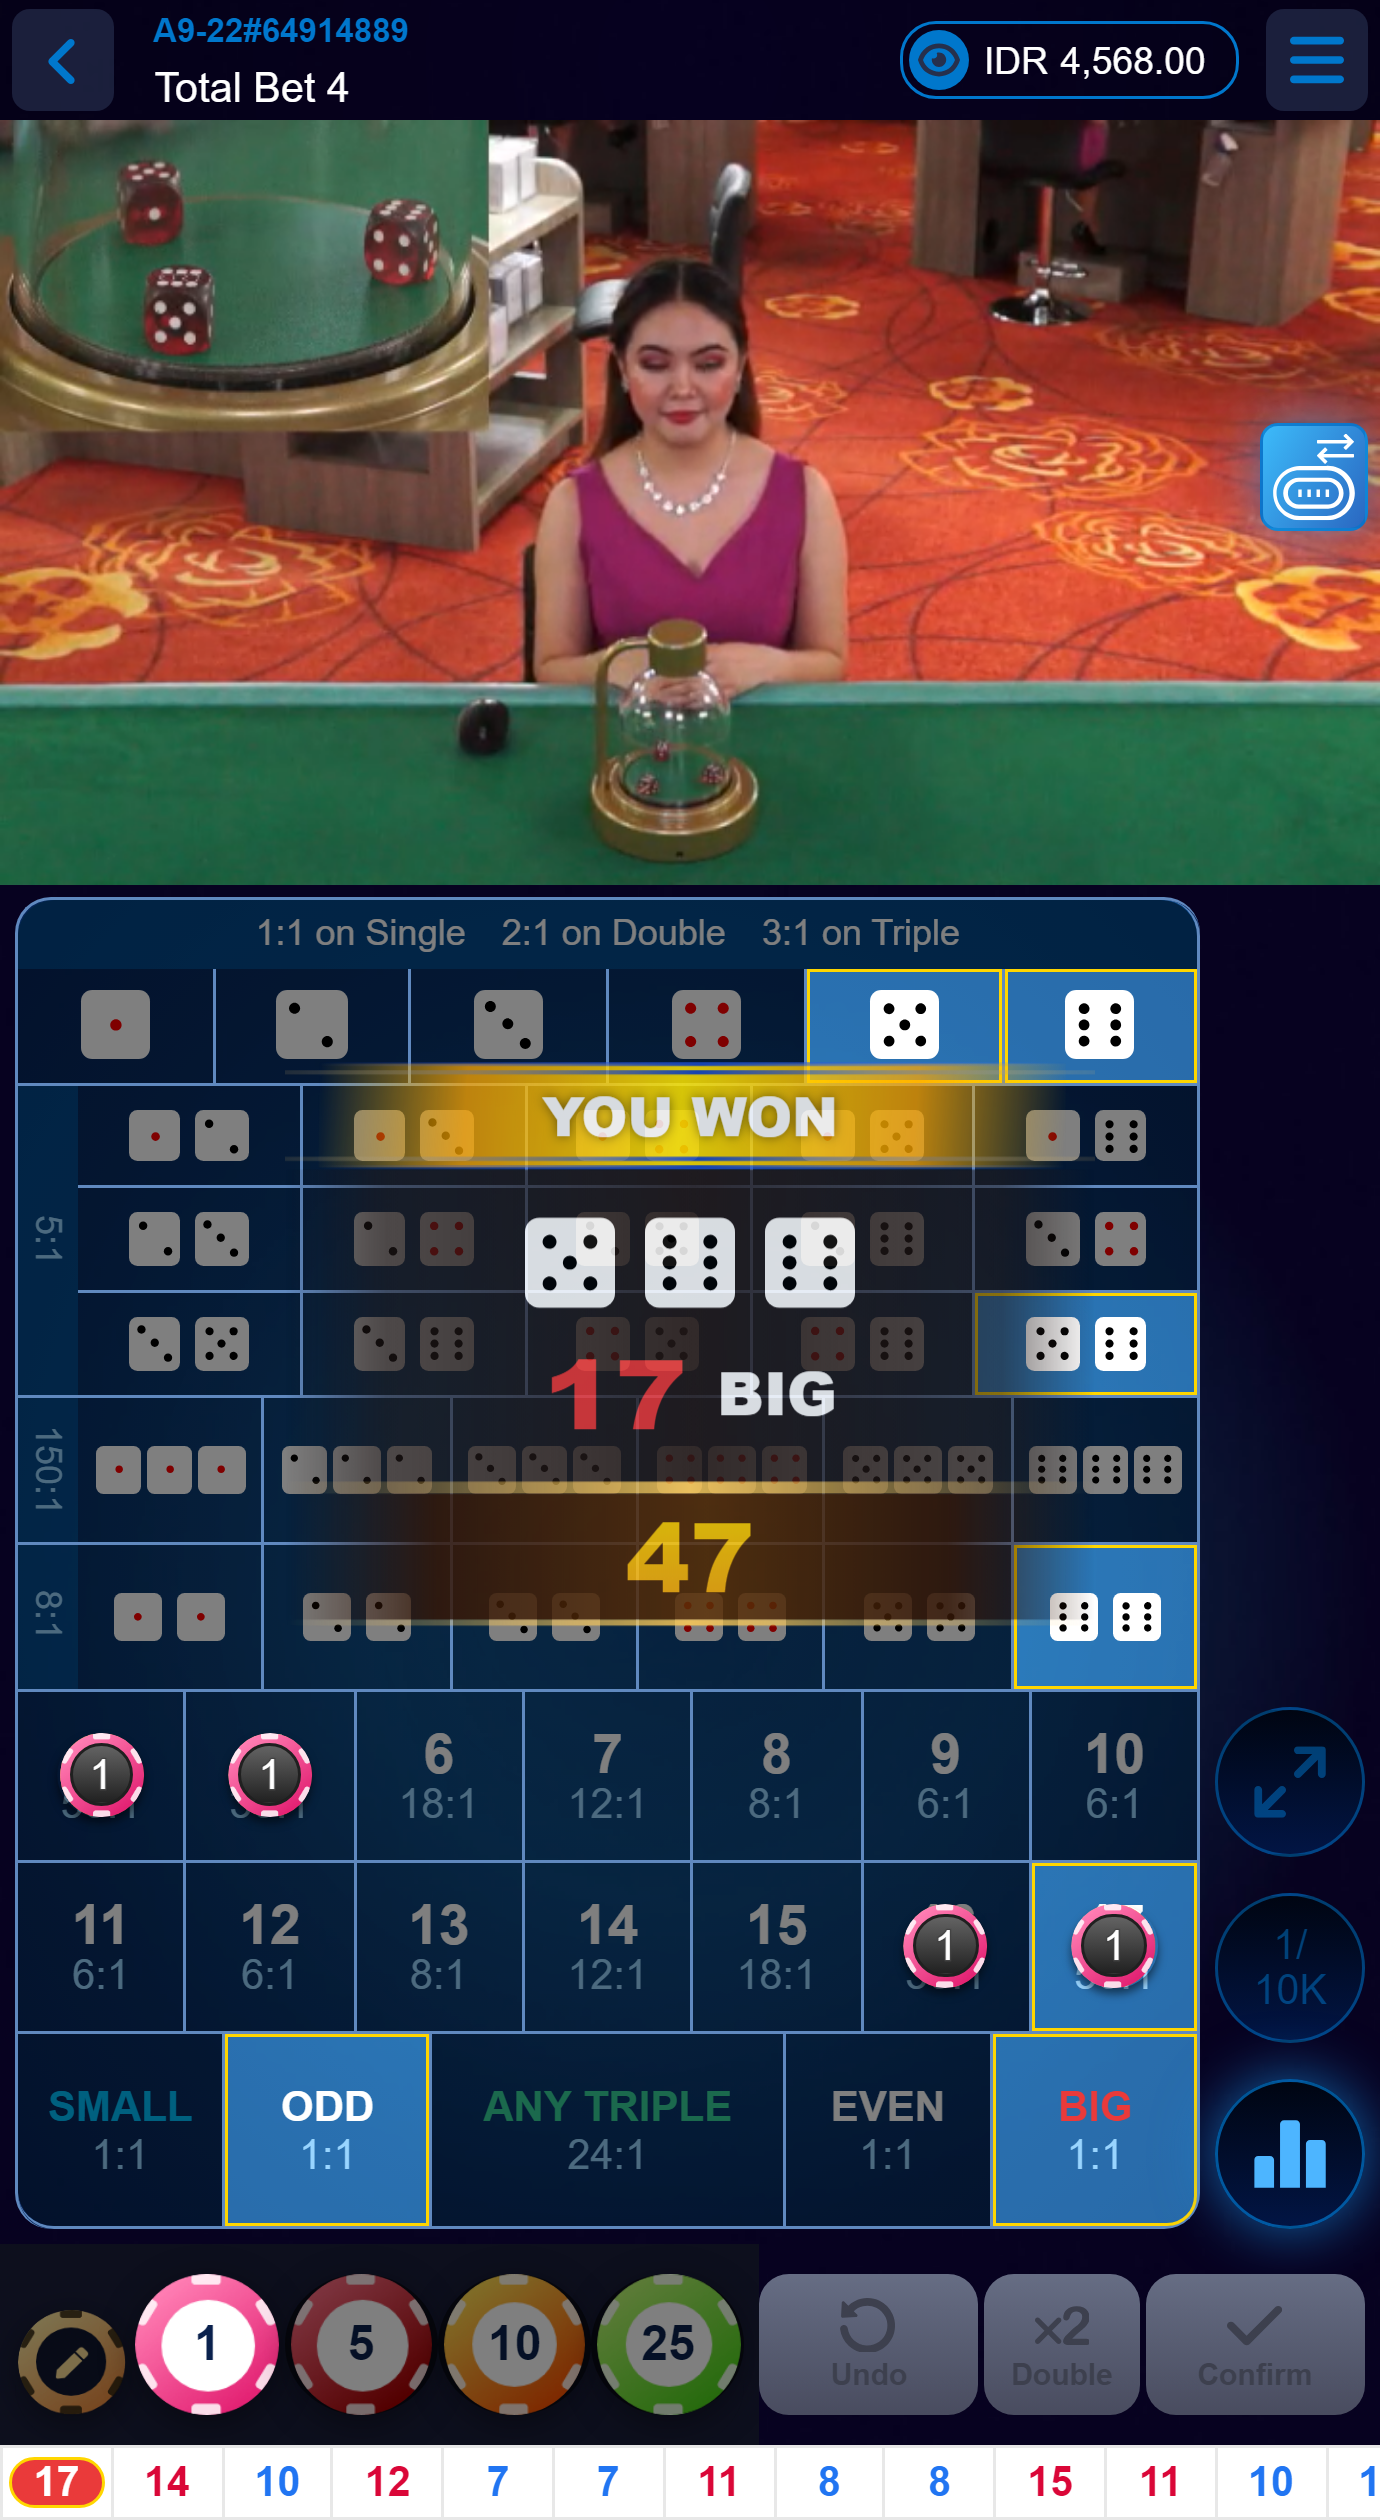 A9-22#64914889
Total Bet 4
IDR 4,568.00
1:1 on Single 2:1 on Double 3:1 on Triple
YOU WON
5:1
17 BIG
150:1
47
8:1
1 1 6 7 8 9 10
18:1 12:1 8:1 6:1 6:1
11 12 13 14 15 1 1
6:1 6:1 8:1 12:1 18:1
1/
10K
SMALL ODD ANY TRIPLE EVEN BIG
1:1 1:1 24:1 1:1 1:1
1 5 10 25
x2
Undo Double Confirm
17 14 10 12 7 7 11 8 8 15 11 10